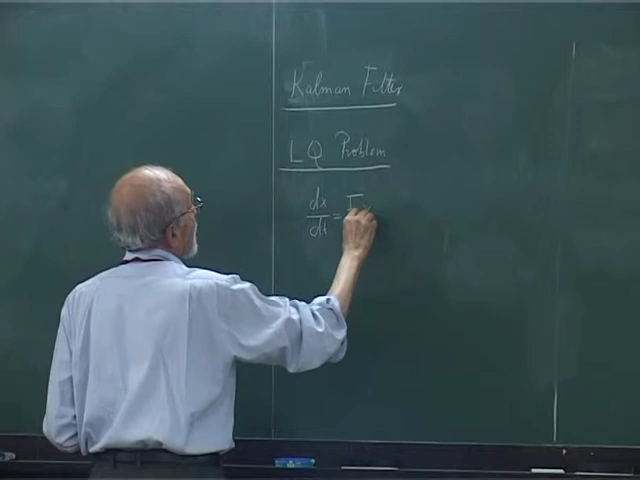 Kalman Filter
LQ Problem
dx/dt = F